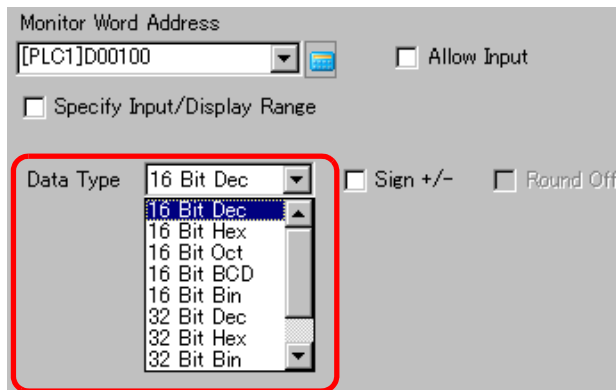 Monitor Word Address
[PLC1]D00100
Allow Input
Specify Input/Display Range
Data Type 16 Bit Dec Sign +/- Round Off
16 Bit Dec
16 Bit Hex
16 Bit Oct
16 Bit BCD
16 Bit Bin
32 Bit Dec
32 Bit Hex
32 Bit Bin